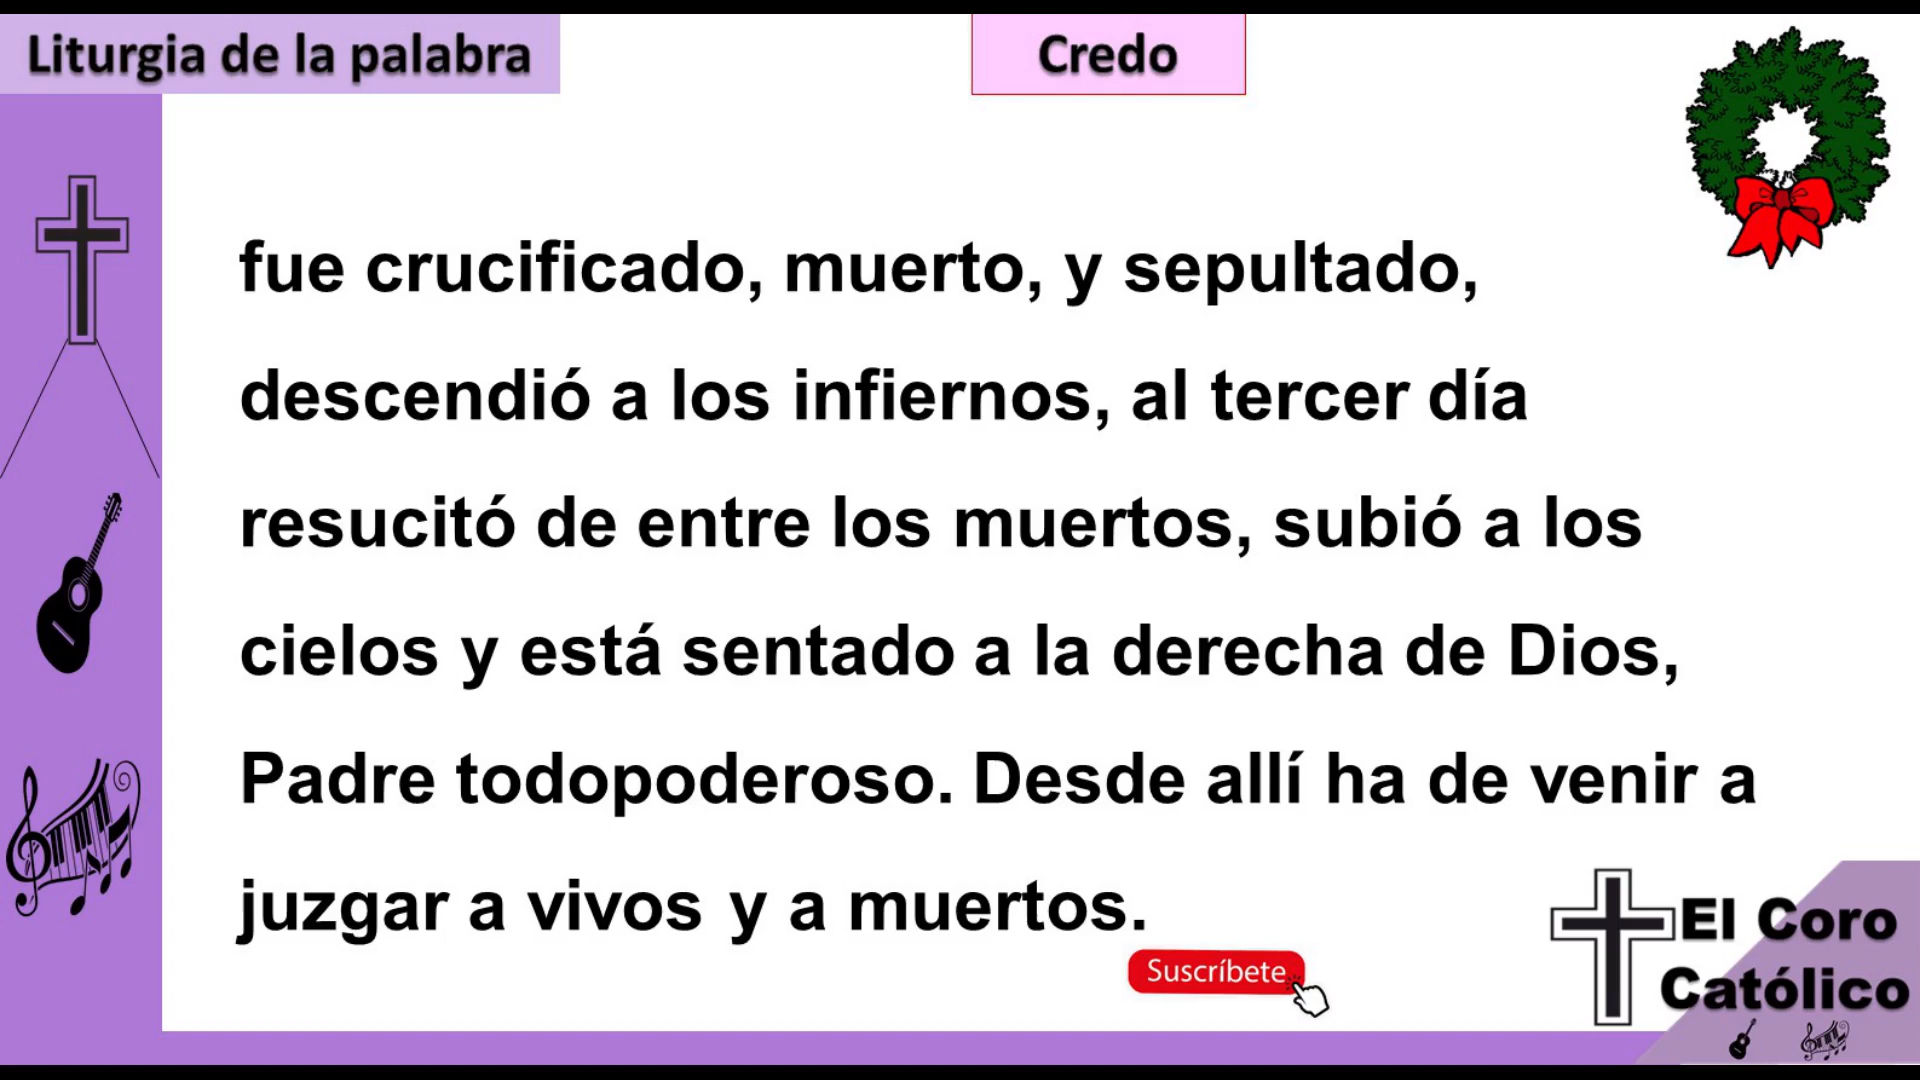 Liturgia de la palabra
Credo
fue crucificado, muerto, y sepultado,
descendió a los infiernos, al tercer día
resucitó de entre los muertos, subió a los
cielos y está sentado a la derecha de Dios,
Padre todopoderoso. Desde allí ha de venir a
juzgar a vivos y a muertos.
Suscríbete
El Coro
Católico